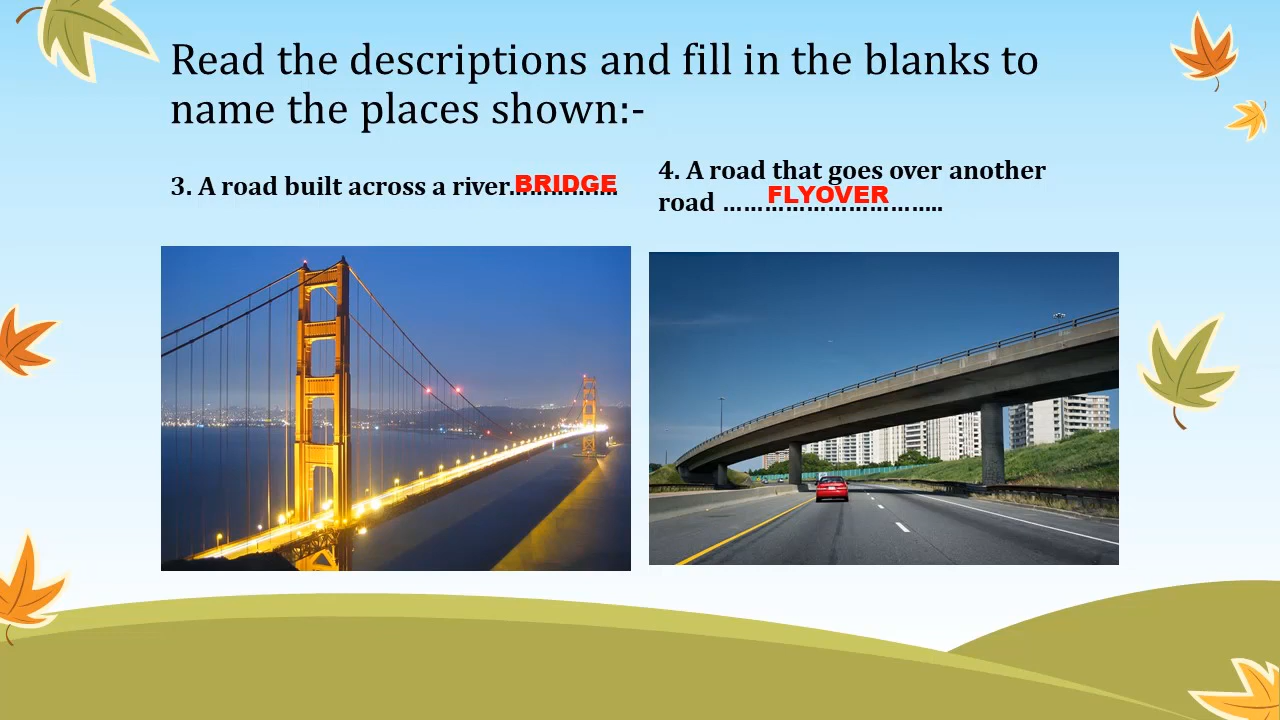 Read the descriptions and fill in the blanks to
name the places shown:-
3. A road built across a river................ BRIDGE
4. A road that goes over another
road ………………………….. FLYOVER